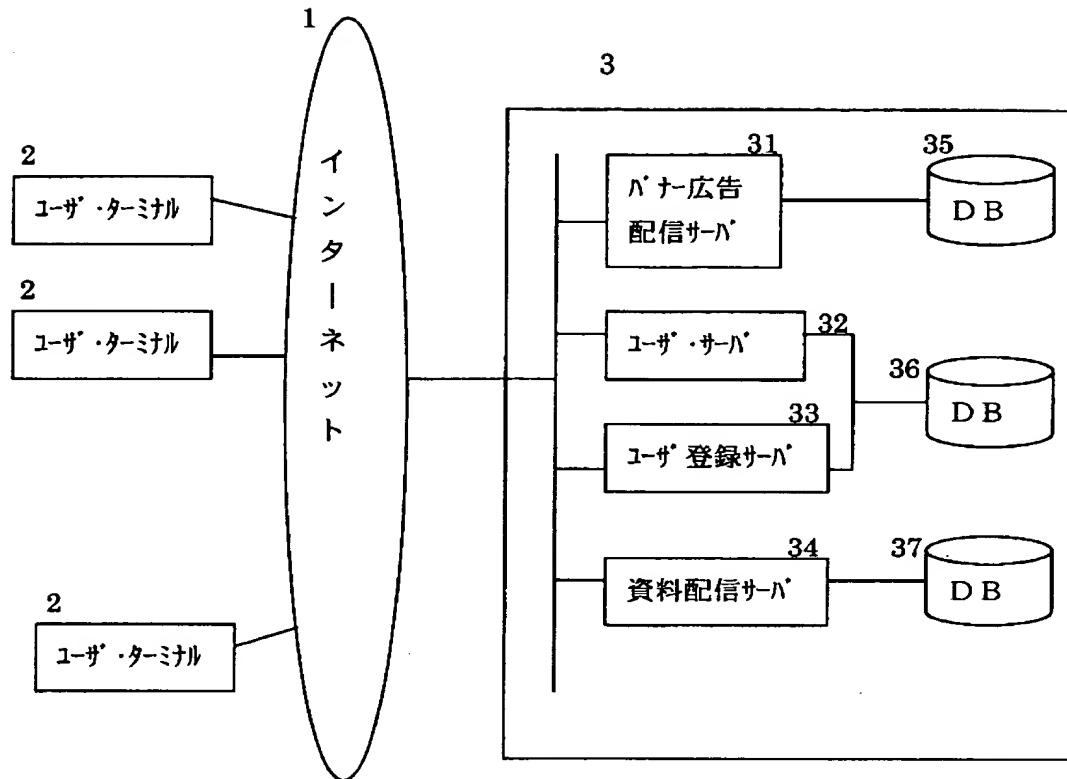 1
3
2
ユーザ・ターミナル
2
ユーザ・ターミナル
2
ユーザ・ターミナル
インターネット
31
バナー広告
配信サーバ
35
DB
ユーザ・サーバ
32
36
DB
33
ユーザ登録サーバ
34
資料配信サーバ
37
DB